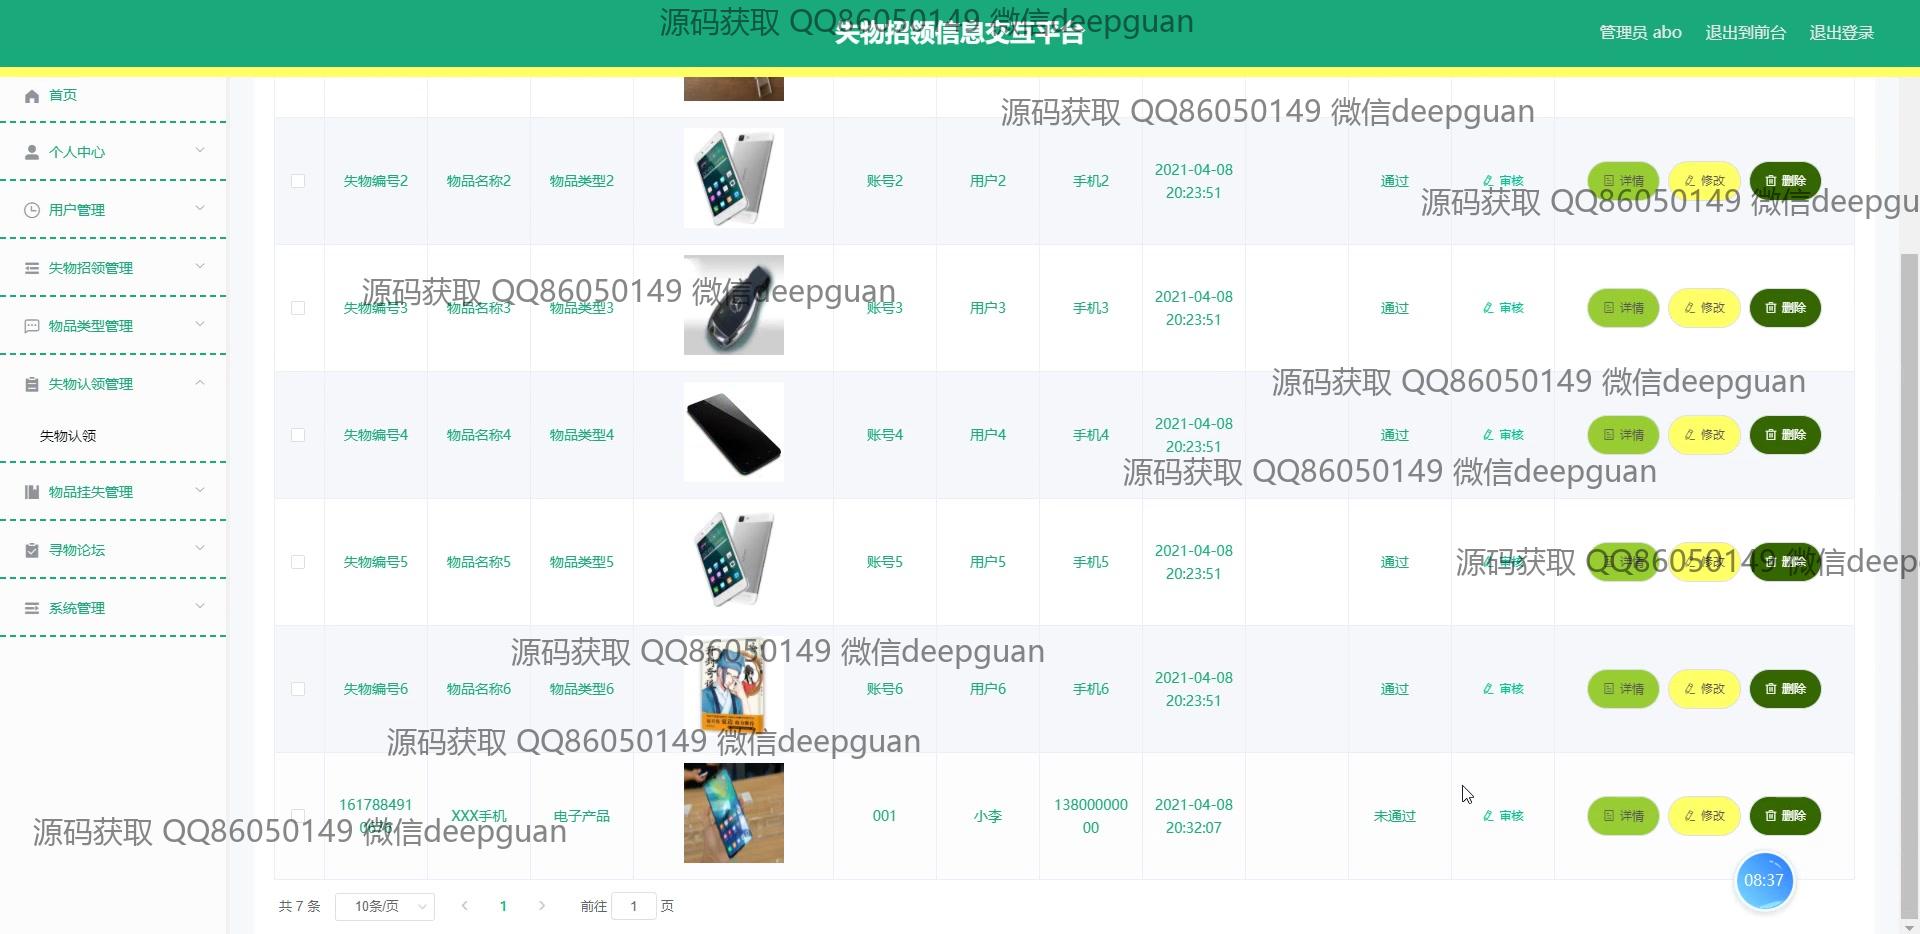 失物招领信息交互平台
源码获取 QQ86050149 微信deepguan
管理员 abo
退出到前台
退出登录
首页
个人中心
用户管理
失物招领管理
物品类型管理
失物认领管理
失物认领
物品挂失管理
寻物论坛
系统管理
源码获取 QQ86050149 微信deepguan
失物编号2 物品名称2 物品类型2 账号2 用户2 手机2 2021-04-08 20:23:51 通过 审核 详情 修改 删除
源码获取 QQ86050149 微信deepgu
源码获取 QQ86050149 微信deepguan
失物编号3 物品名称3 物品类型3 账号3 用户3 手机3 2021-04-08 20:23:51 通过 审核 详情 修改 删除
源码获取 QQ86050149 微信deepguan
失物编号4 物品名称4 物品类型4 账号4 用户4 手机4 2021-04-08 20:23:51 通过 审核 详情 修改 删除
源码获取 QQ86050149 微信deepguan
失物编号5 物品名称5 物品类型5 账号5 用户5 手机5 2021-04-08 20:23:51 通过 审核 详情 修改 删除
源码获取 QQ86050149 微信deep
源码获取 QQ86050149 微信deepguan
失物编号6 物品名称6 物品类型6 账号6 用户6 手机6 2021-04-08 20:23:51 通过 审核 详情 修改 删除
源码获取 QQ86050149 微信deepguan
161788491 XXX手机 电子产品 001 小李 138000000 00 2021-04-08 20:32:07 未通过 审核 详情 修改 删除
源码获取 QQ86050149 微信deepguan
08:37
共 7 条 10条/页 1 前往 1 页